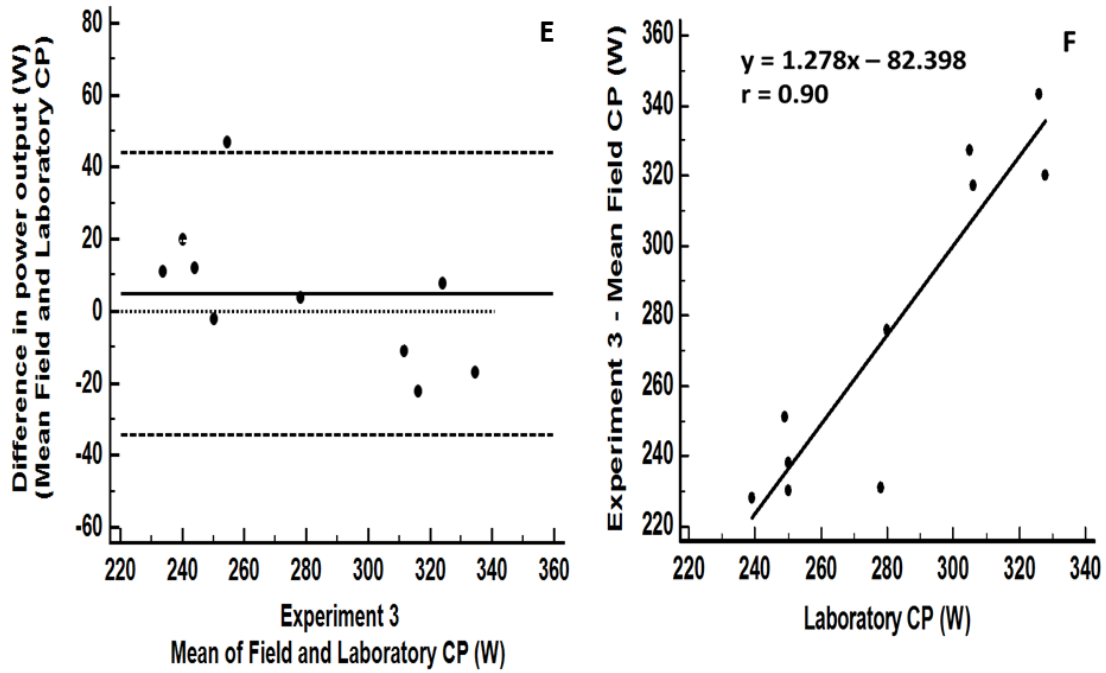 Difference in power output (W)
(Mean Field and Laboratory CP)
80
60
40
20
0
-20
-40
-60
E
220 240 260 280 300 320 340 360
Experiment 3
Mean of Field and Laboratory CP (W)
Experiment 3 - Mean Field CP (W)
360
340
320
300
280
260
240
220
y = 1.278x – 82.398
r = 0.90
F
220 240 260 280 300 320 340
Laboratory CP (W)